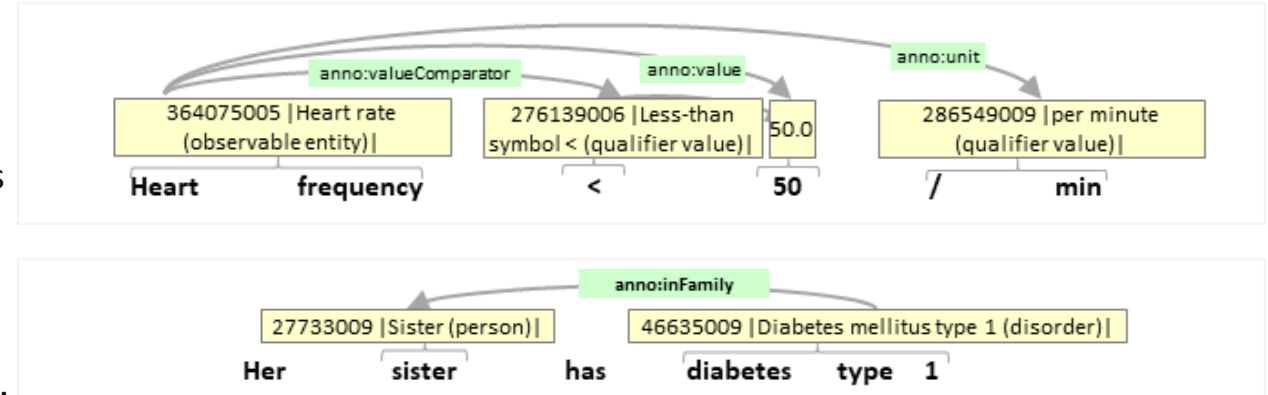 anno:unit
anno:valueComparator anno:value
364075005 |Heart rate
(observable entity)|
276139006 |Less-than
symbol < (qualifier value)|
50.0
286549009 |per minute
(qualifier value)|
s
Heart frequency < 50 / min
anno:inFamily
27733009 |Sister (person)| 46635009 |Diabetes mellitus type 1 (disorder)|
Her sister has diabetes type 1
.